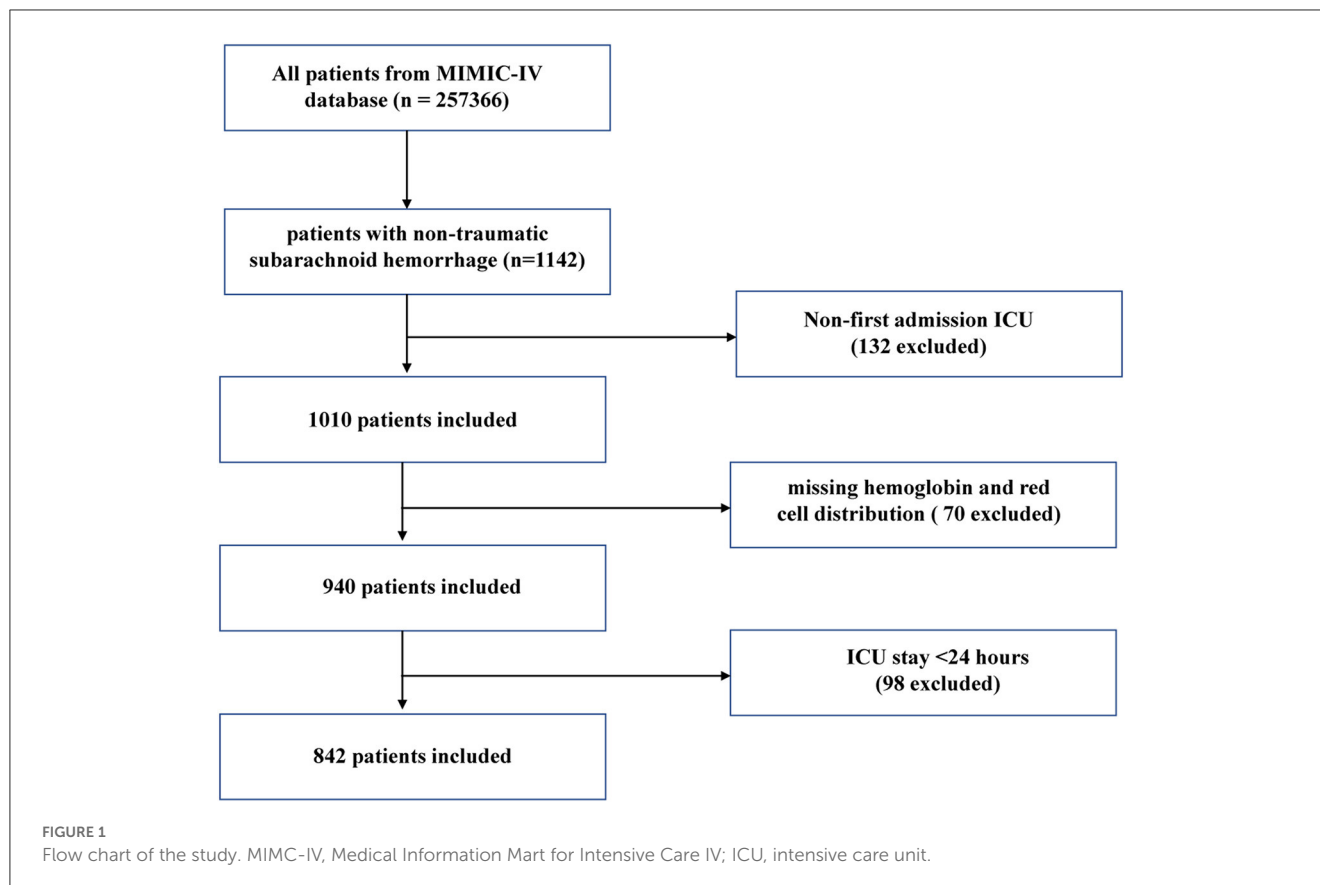 All patients from MIMIC-IV
database (n = 257366)
patients with non-traumatic
subarachnoid hemorrhage (n=1142)
Non-first admission ICU
(132 excluded)
1010 patients included
missing hemoglobin and red
cell distribution ( 70 excluded)
940 patients included
ICU stay <24 hours
(98 excluded)
842 patients included
FIGURE 1
Flow chart of the study. MIMC-IV, Medical Information Mart for Intensive Care IV; ICU, intensive care unit.